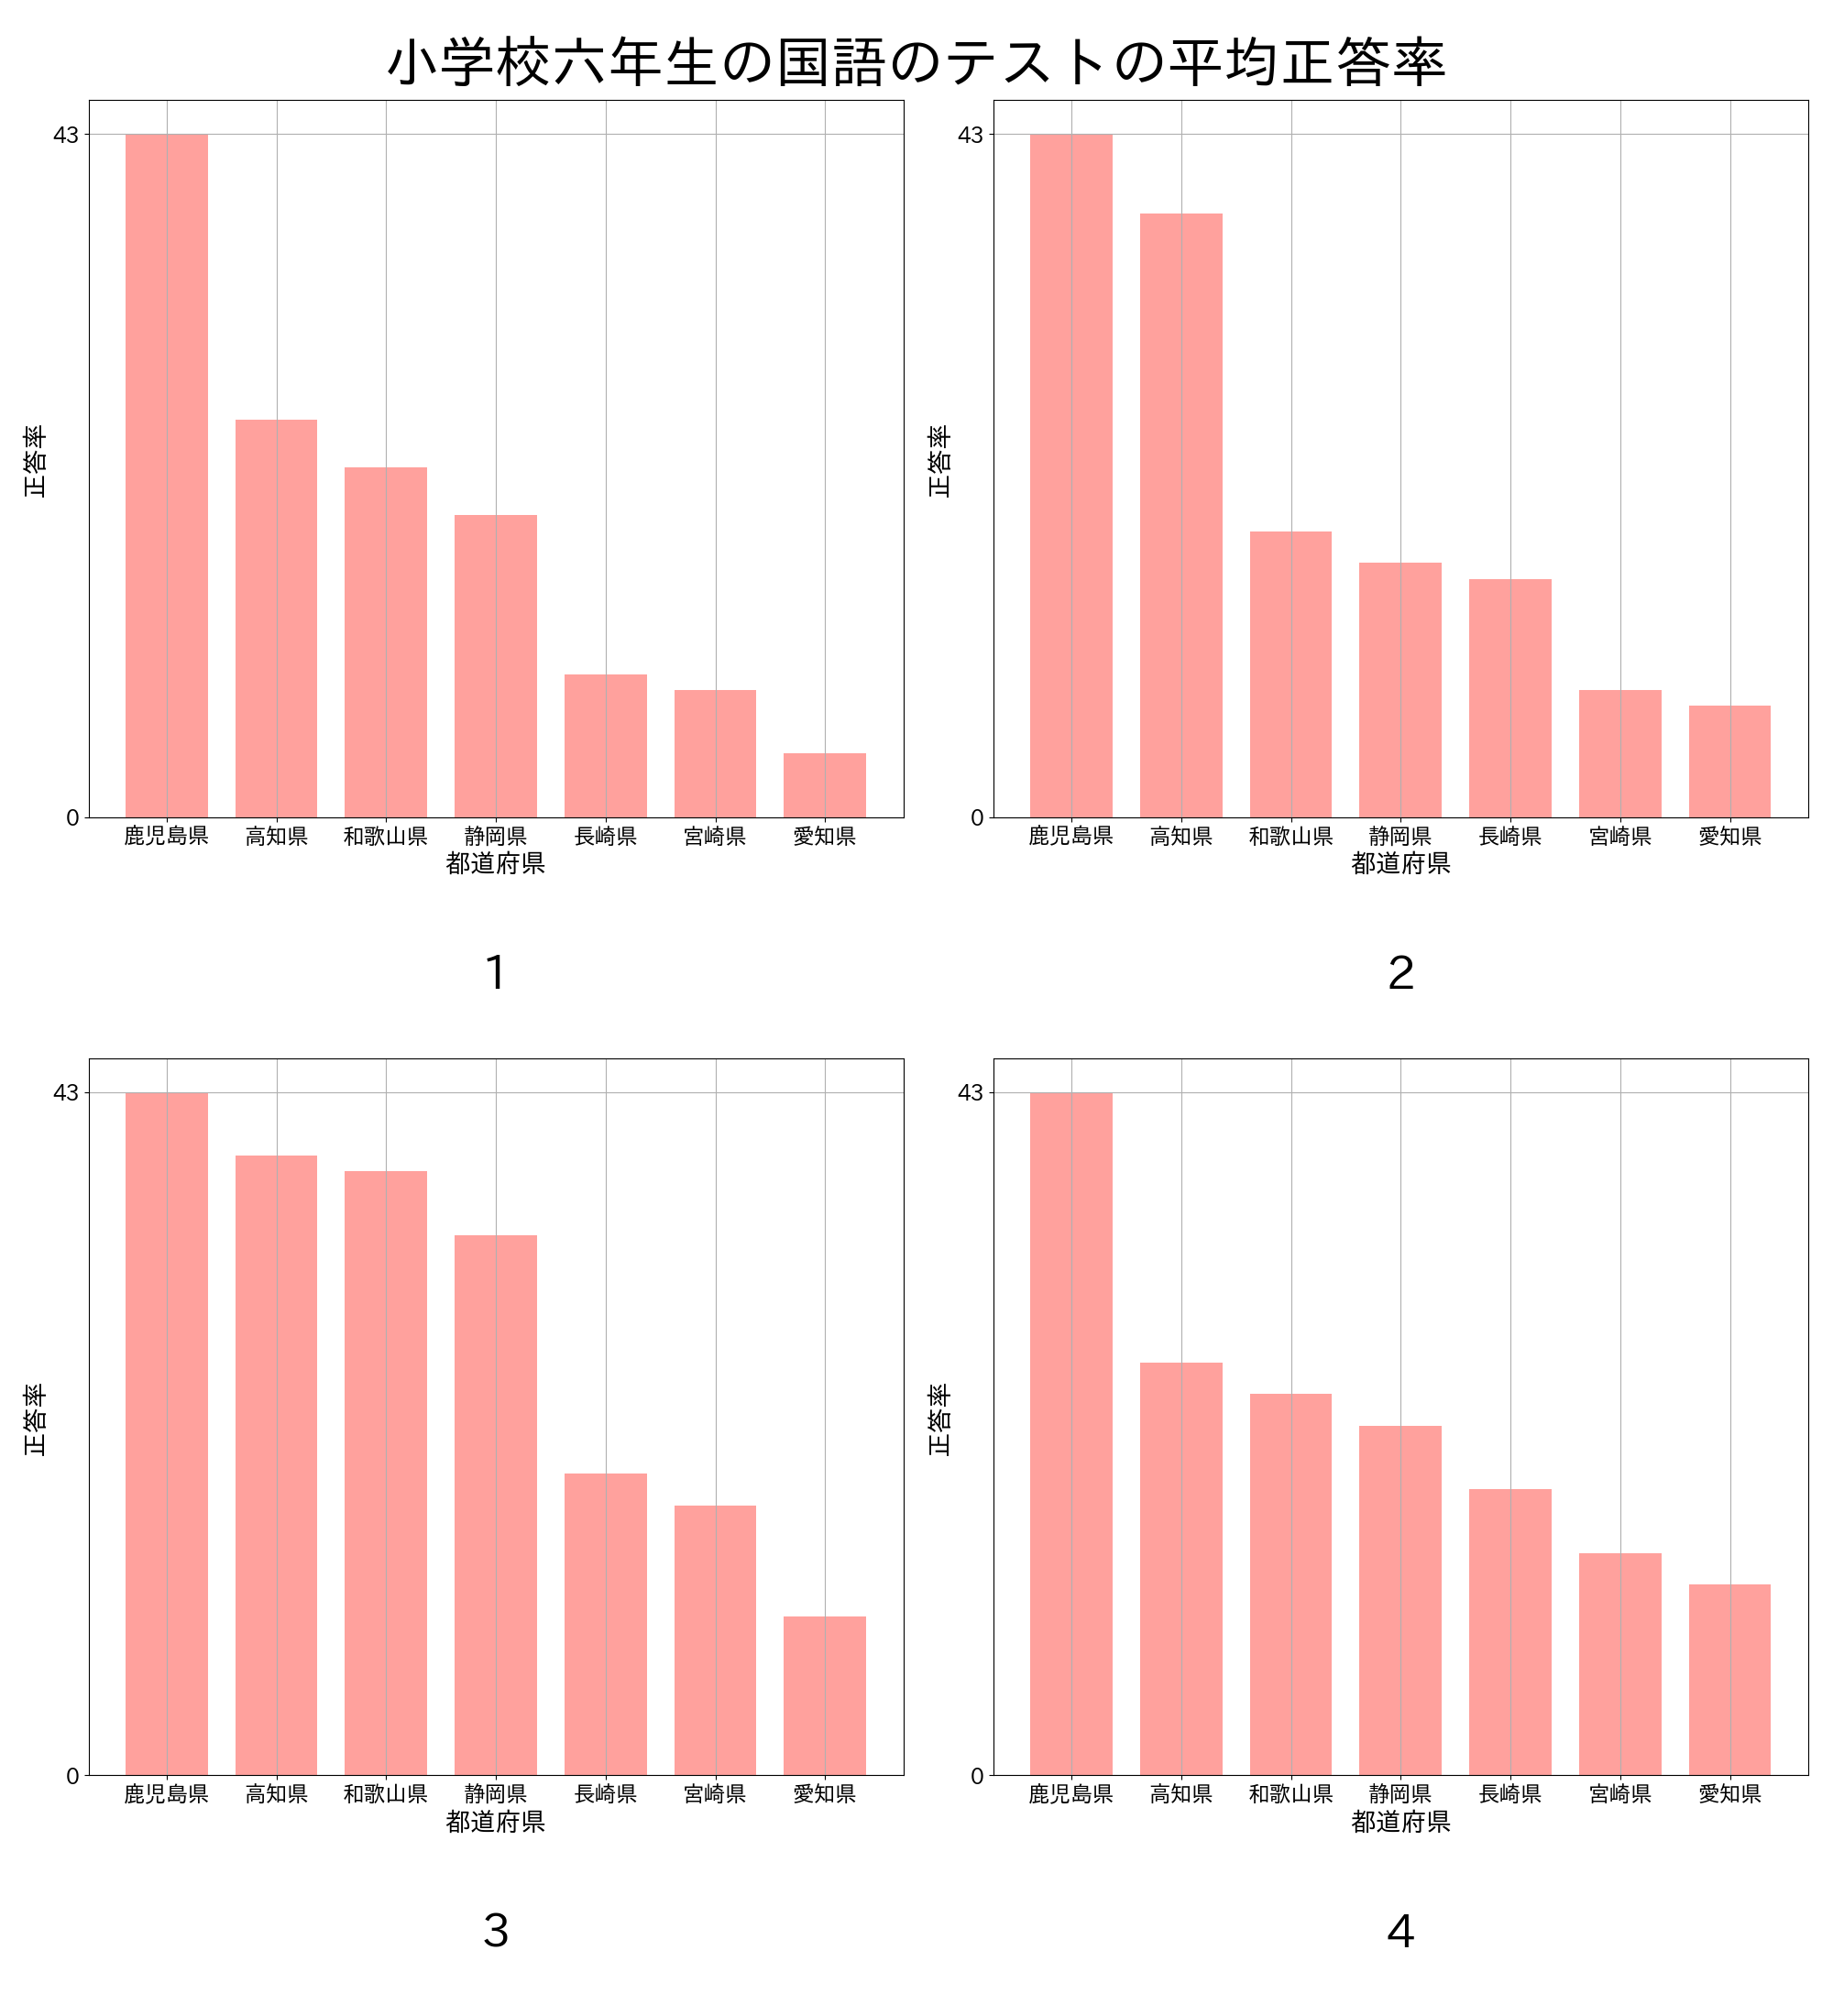 小学校六年生の国語のテストの平均正答率
43
正答率
0
鹿児島県 高知県 和歌山県 静岡県 長崎県 宮崎県 愛知県
都道府県
1
43
正答率
0
鹿児島県 高知県 和歌山県 静岡県 長崎県 宮崎県 愛知県
都道府県
2
43
正答率
0
鹿児島県 高知県 和歌山県 静岡県 長崎県 宮崎県 愛知県
都道府県
3
43
正答率
0
鹿児島県 高知県 和歌山県 静岡県 長崎県 宮崎県 愛知県
都道府県
4